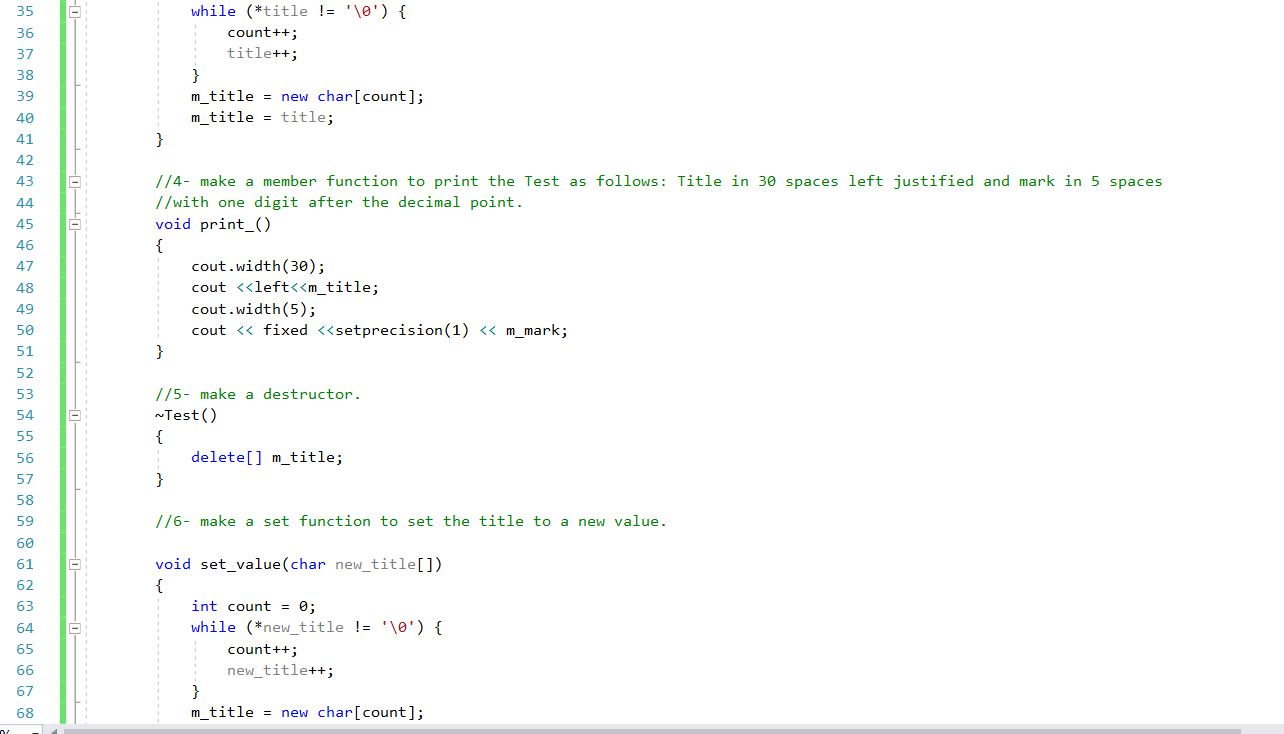 35 while (*title != '\0') {
36 count++;
37 title++;
38 }
39 m_title = new char[count];
40 m_title = title;
41 }
42
43 //4- make a member function to print the Test as follows: Title in 30 spaces left justified and mark in 5 spaces
44 //with one digit after the decimal point.
45 void print_()
46 {
47 cout.width(30);
48 cout <<left<<m_title;
49 cout.width(5);
50 cout << fixed <<setprecision(1) << m_mark;
51 }
52
53 //5- make a destructor.
54 ~Test()
55 {
56 delete[] m_title;
57 }
58
59 //6- make a set function to set the title to a new value.
60
61 void set_value(char new_title[])
62 {
63 int count = 0;
64 while (*new_title != '\0') {
65 count++;
66 new_title++;
67 }
68 m_title = new char[count];